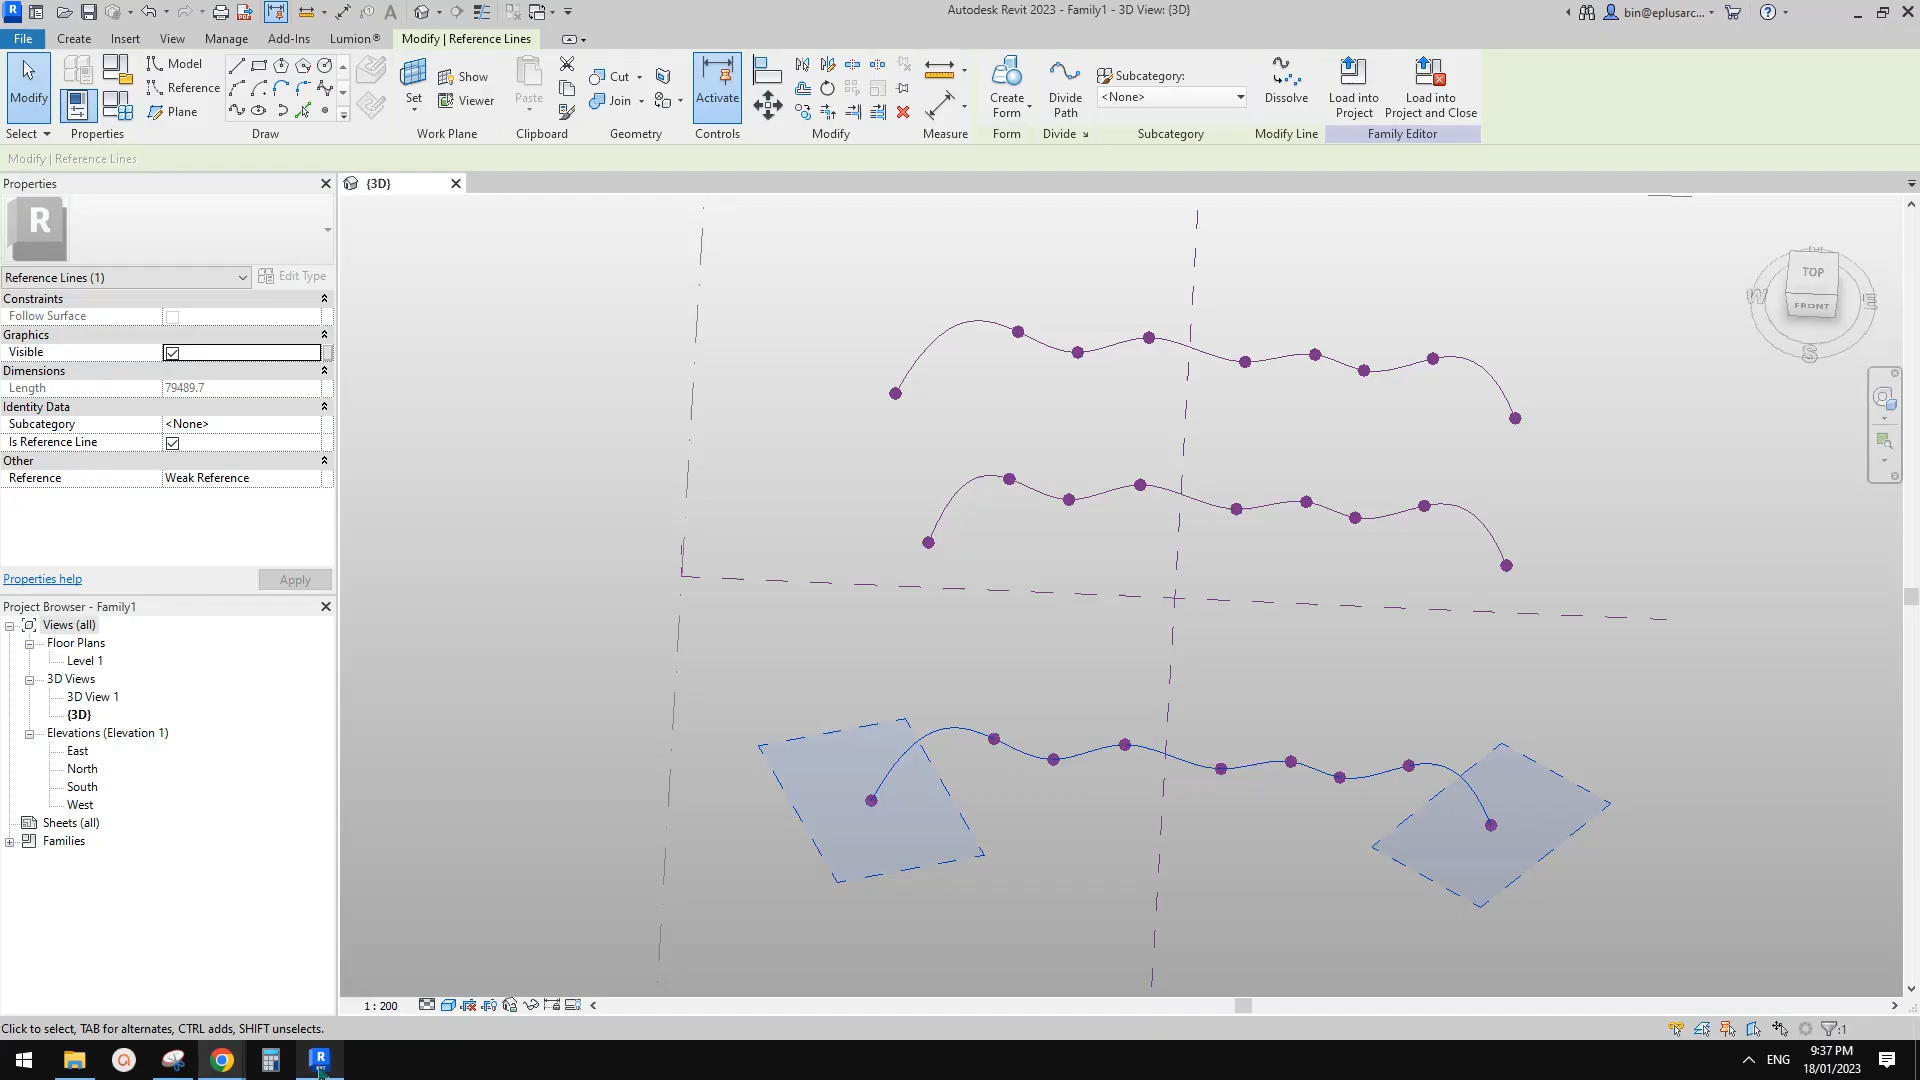 Autodesk Revit 2023 - Family1 - 3D View: {3D}
bin@eplusarc...
File
Create
Insert
View
Manage
Add-Ins
Lumion®
Modify | Reference Lines
Modify
Select
Properties
Model
Reference
Plane
Draw
Set
Show
Viewer
Work Plane
Paste
Clipboard
Cut
Join
Geometry
Activate
Controls
Modify
Measure
Create
Form
Form
Divide
Path
Divide
Subcategory:
<None>
Subcategory
Dissolve
Modify Line
Load into
Project
Load into
Project and Close
Family Editor
Modify | Reference Lines
Properties
{3D}
R
Reference Lines (1)
Edit Type
Constraints
Follow Surface
Graphics
Visible
Dimensions
Length 79489.7
Identity Data
Subcategory <None>
Is Reference Line
Other
Reference Weak Reference
Properties help
Apply
Project Browser - Family1
Views (all)
Floor Plans
Level 1
3D Views
3D View 1
{3D}
Elevations (Elevation 1)
East
North
South
West
Sheets (all)
Families
TOP
FRONT
W
E
S
1 : 200
Click to select, TAB for alternates, CTRL adds, SHIFT unselects.
:1
ENG
9:37 PM
18/01/2023